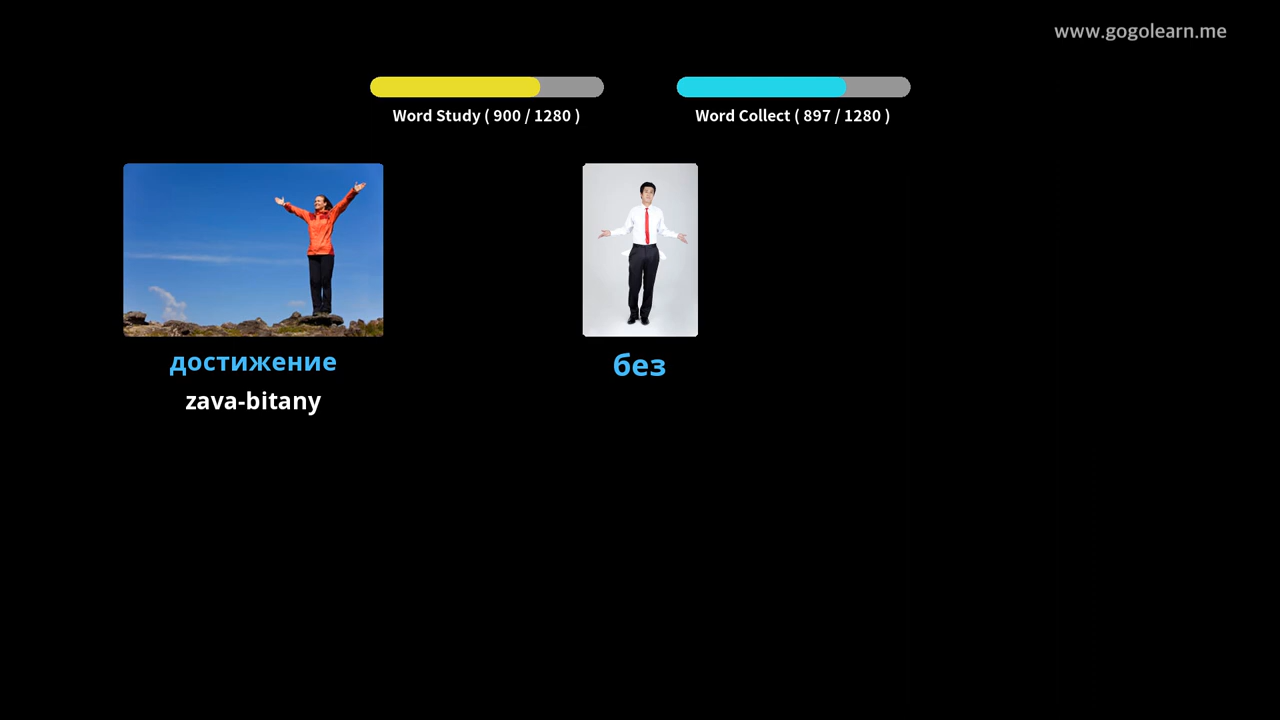 www.gogolearn.me
Word Study ( 900 / 1280 )
Word Collect ( 897 / 1280 )
достижение
zava-bitany
без